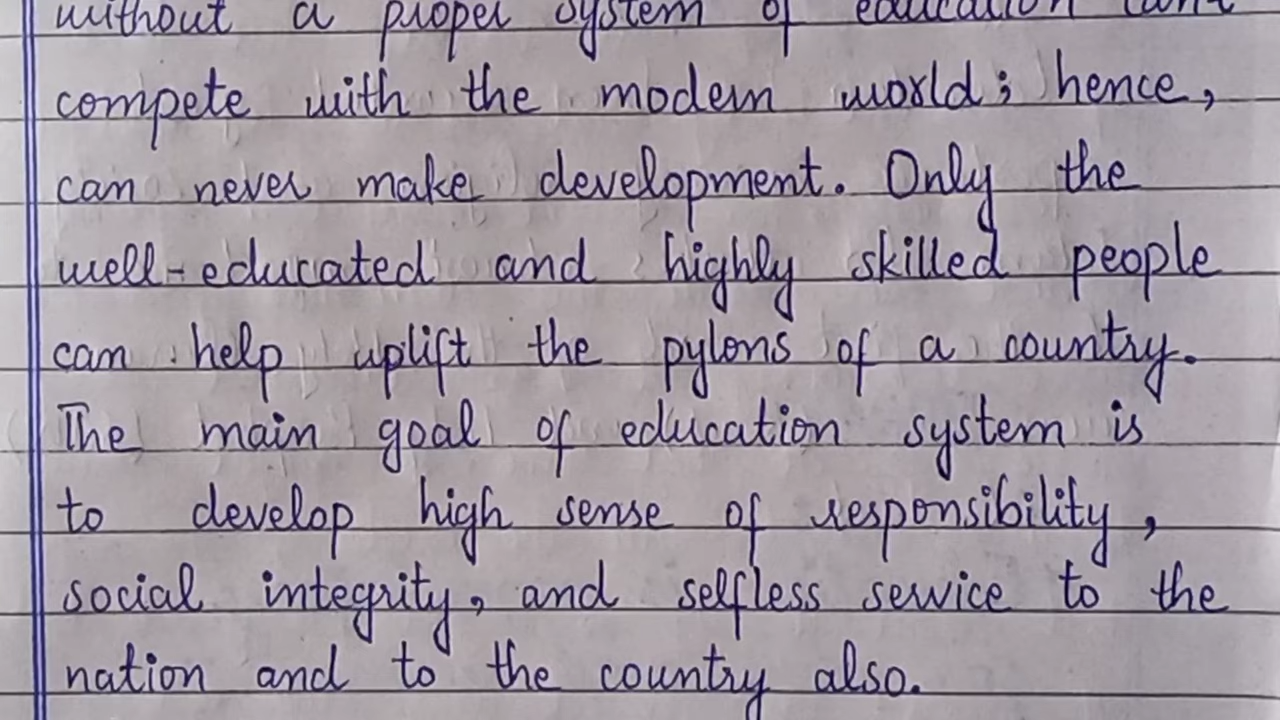 without a proper system of education can't
compete with the modern world; hence,
can never make development. Only the
well-educated and highly skilled people
can help uplift the pylons of a country.
The main goal of education system is
to develop high sense of responsibility,
social integrity, and selfless service to the
nation and to the country also.